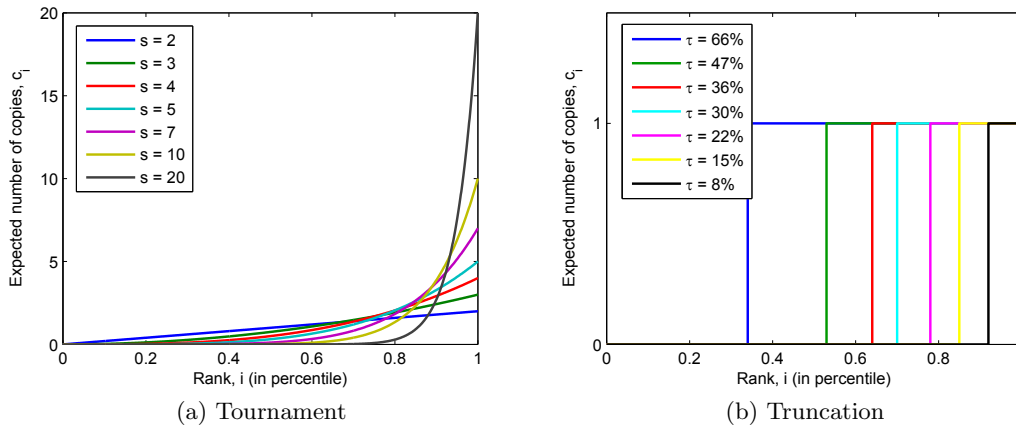 20
15
10
5
0
Expected number of copies, c_i
s = 2
s = 3
s = 4
s = 5
s = 7
s = 10
s = 20
0 0.2 0.4 0.6 0.8 1
Rank, i (in percentile)
(a) Tournament
1
0
Expected number of copies, c_i
τ = 66%
τ = 47%
τ = 36%
τ = 30%
τ = 22%
τ = 15%
τ = 8%
0.2 0.4 0.6 0.8
Rank, i (in percentile)
(b) Truncation